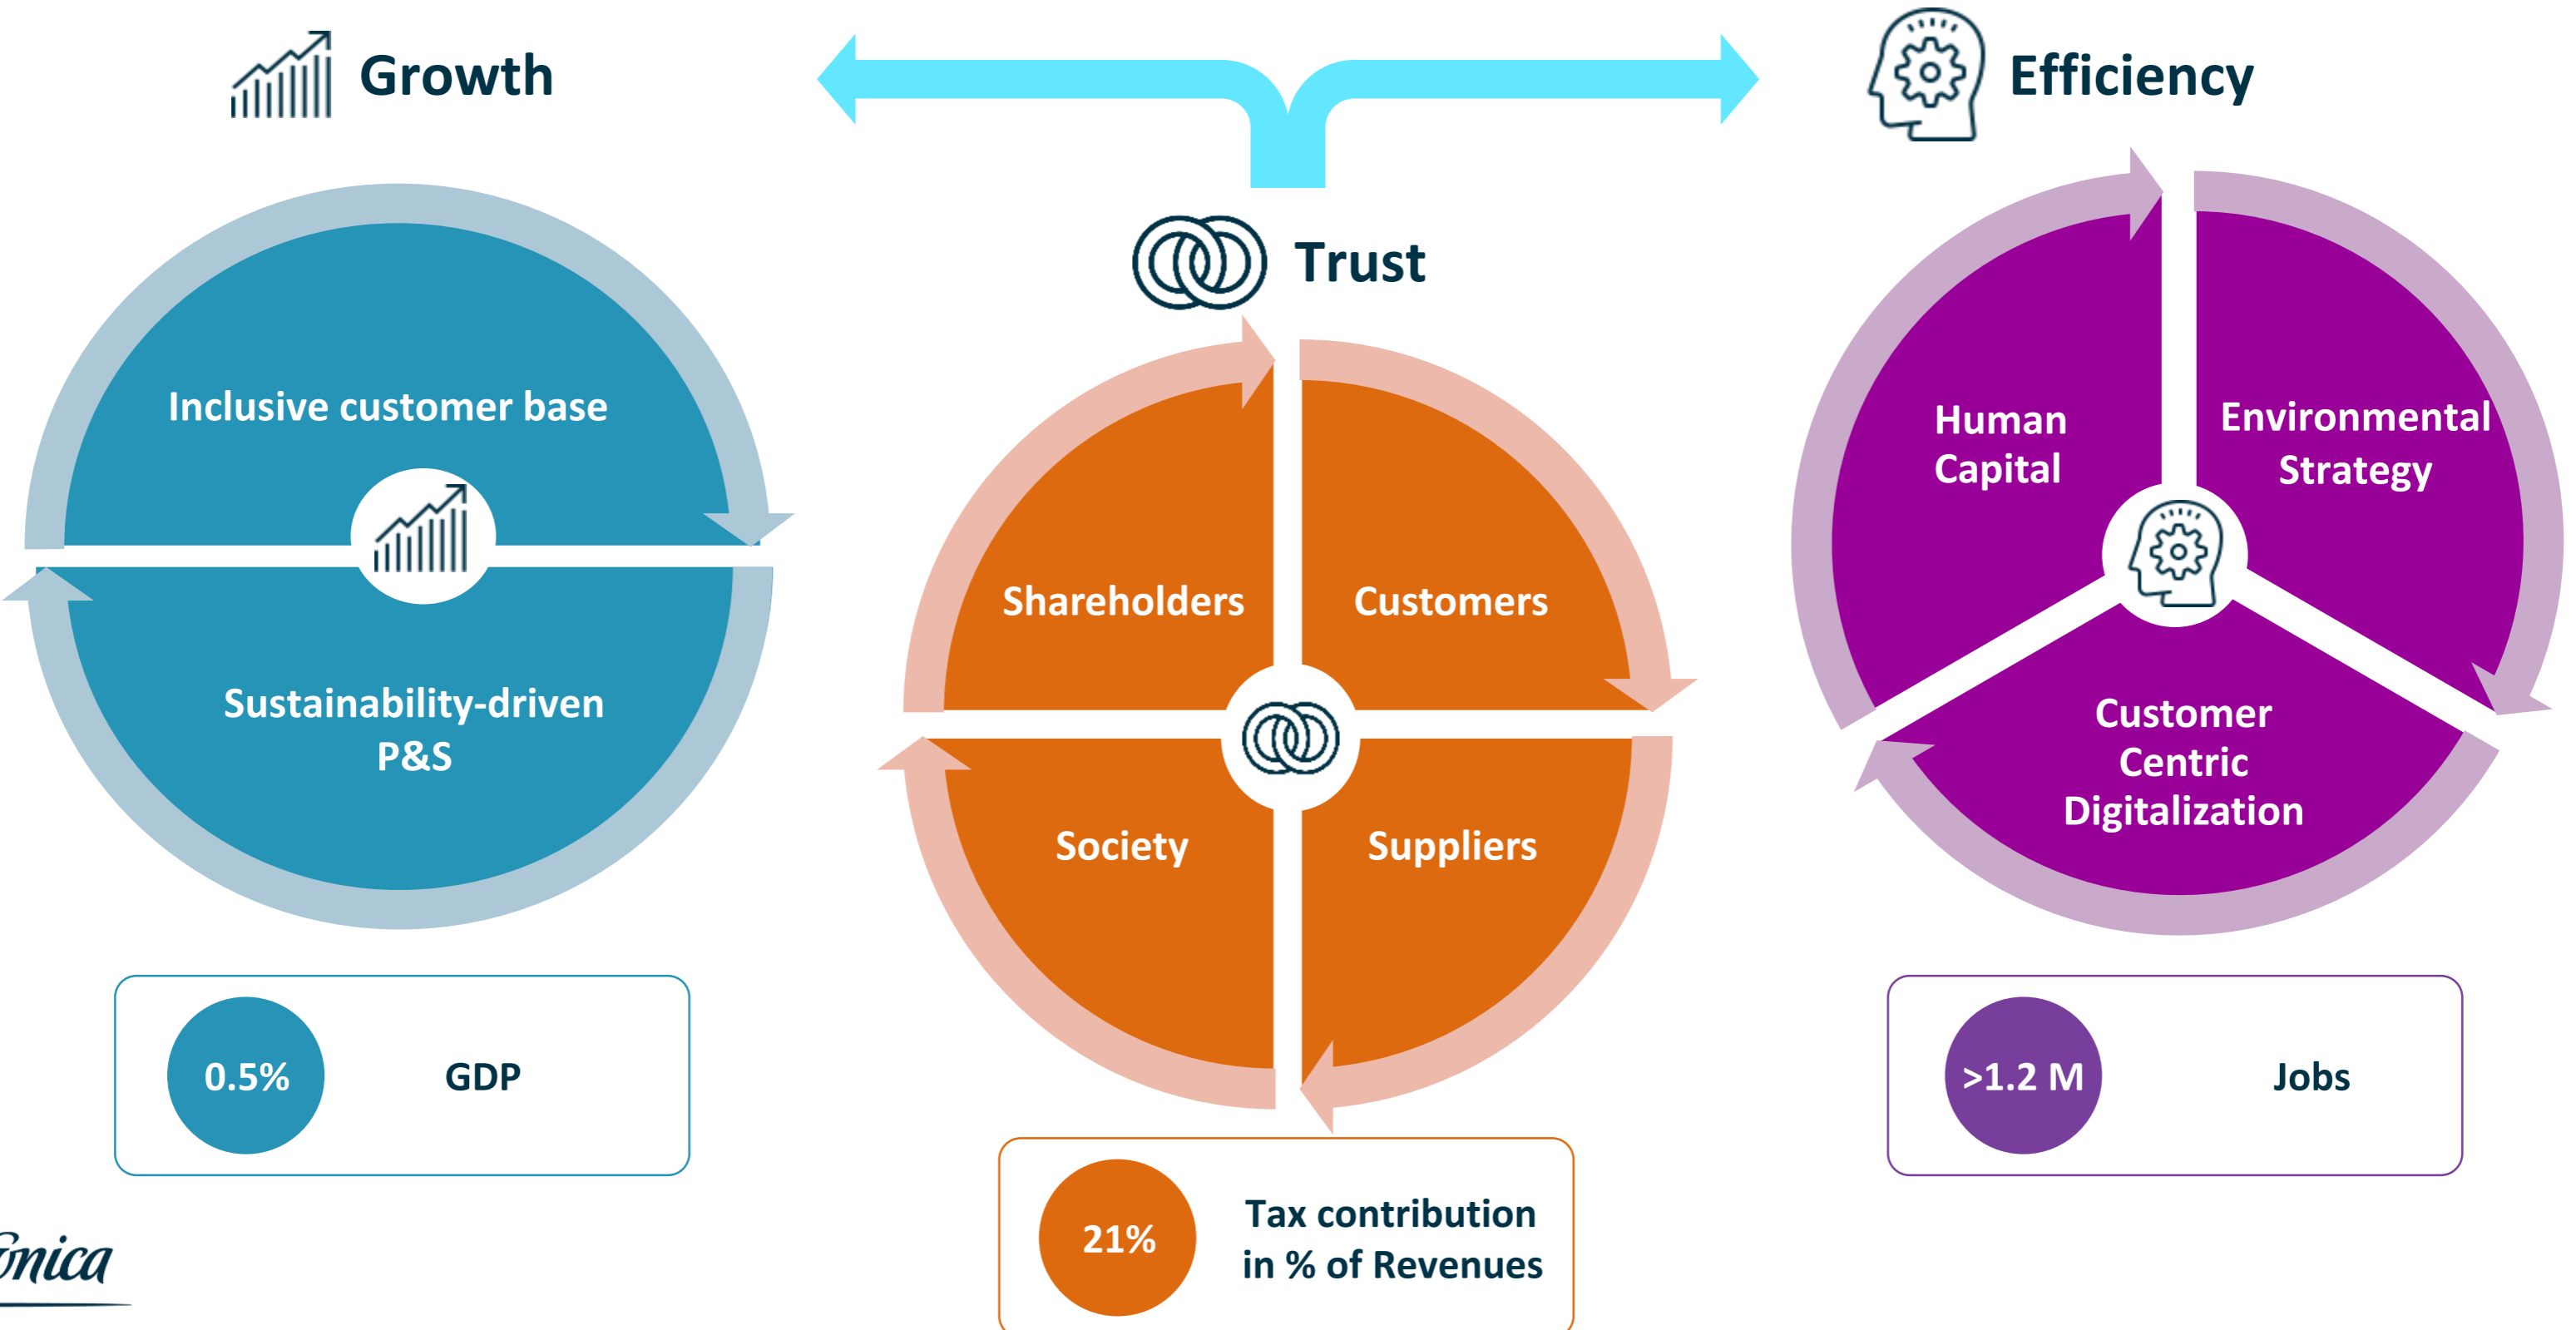 Growth
Efficiency
Trust
Inclusive customer base
Sustainability-driven
P&S
Shareholders
Customers
Society
Suppliers
Human
Capital
Environmental
Strategy
Customer
Centric
Digitalization
0.5%
GDP
21%
Tax contribution
in % of Revenues
>1.2 M
Jobs